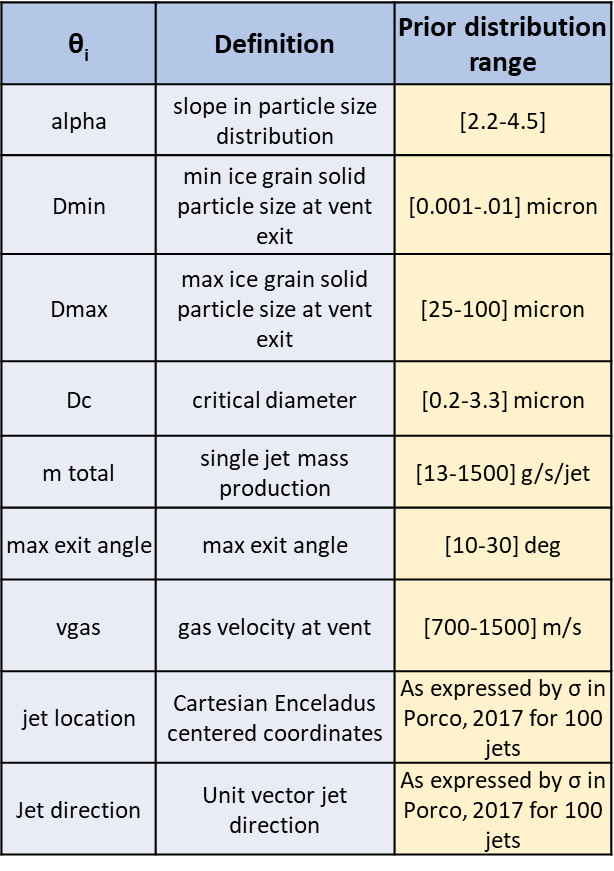 θi
Definition
Prior distribution
range
alpha
slope in particle size
distribution
[2.2-4.5]
Dmin
min ice grain solid
particle size at vent
exit
[0.001-.01] micron
Dmax
max ice grain solid
particle size at vent
exit
[25-100] micron
Dc
critical diameter
[0.2-3.3] micron
m total
single jet mass
production
[13-1500] g/s/jet
max exit angle
max exit angle
[10-30] deg
vgas
gas velocity at vent
[700-1500] m/s
jet location
Cartesian Enceladus
centered coordinates
As expressed by σ in
Porco, 2017 for 100
jets
Jet direction
Unit vector jet
direction
As expressed by σ in
Porco, 2017 for 100
jets